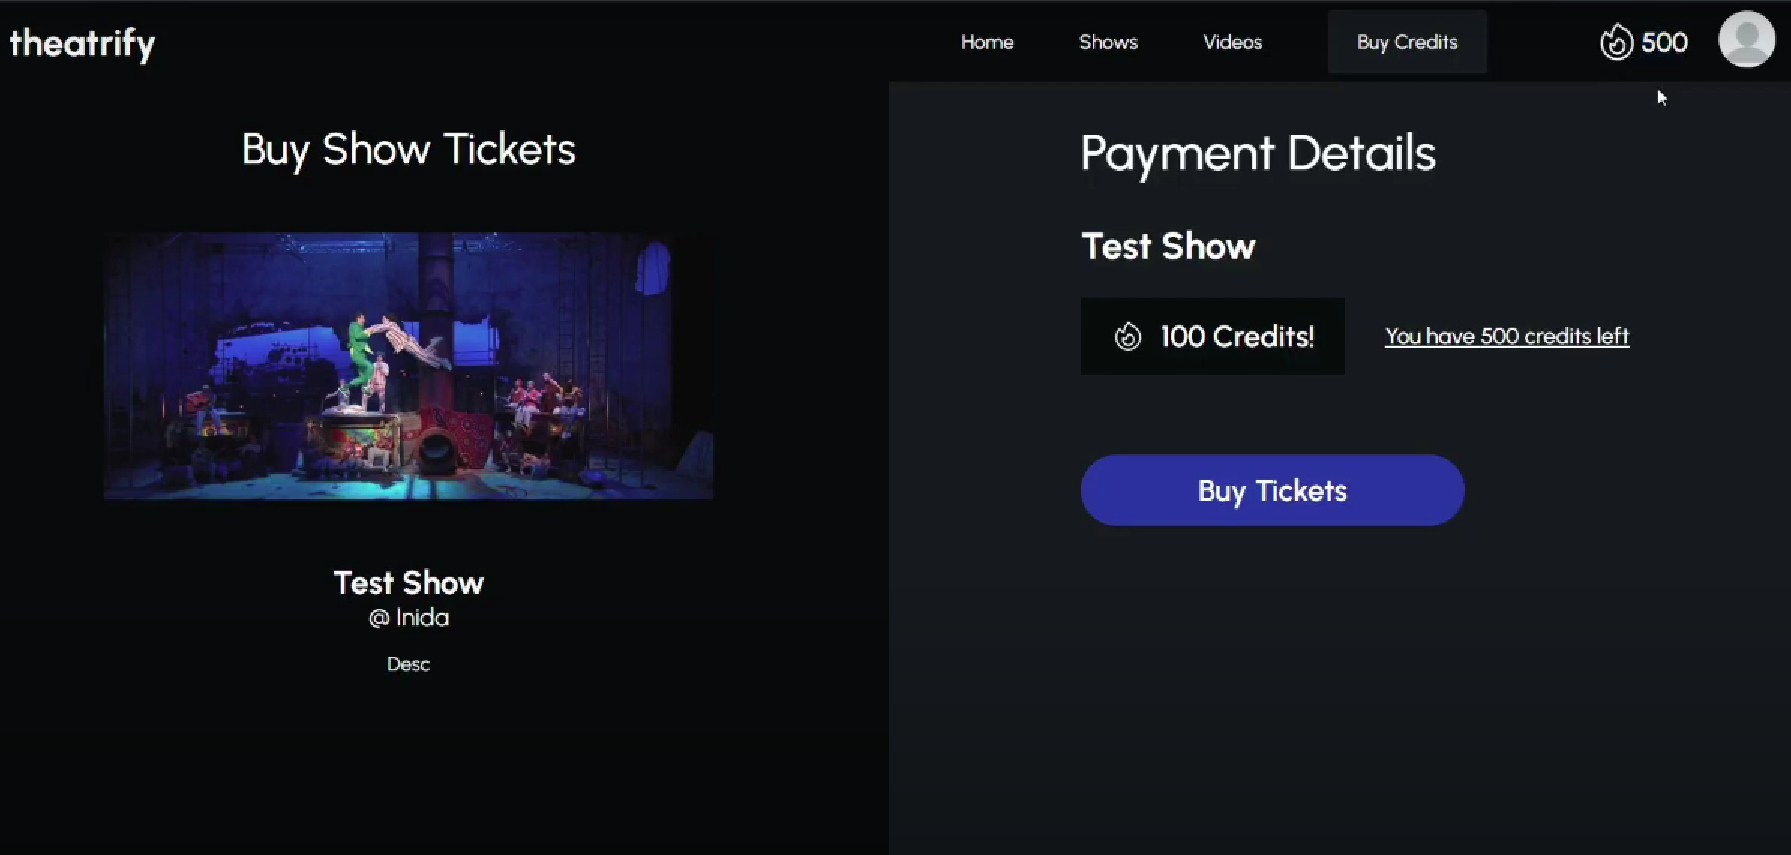 theatrify
Home
Shows
Videos
Buy Credits
500
Buy Show Tickets
Test Show
@ Inida
Desc
Payment Details
Test Show
100 Credits!
You have 500 credits left
Buy Tickets